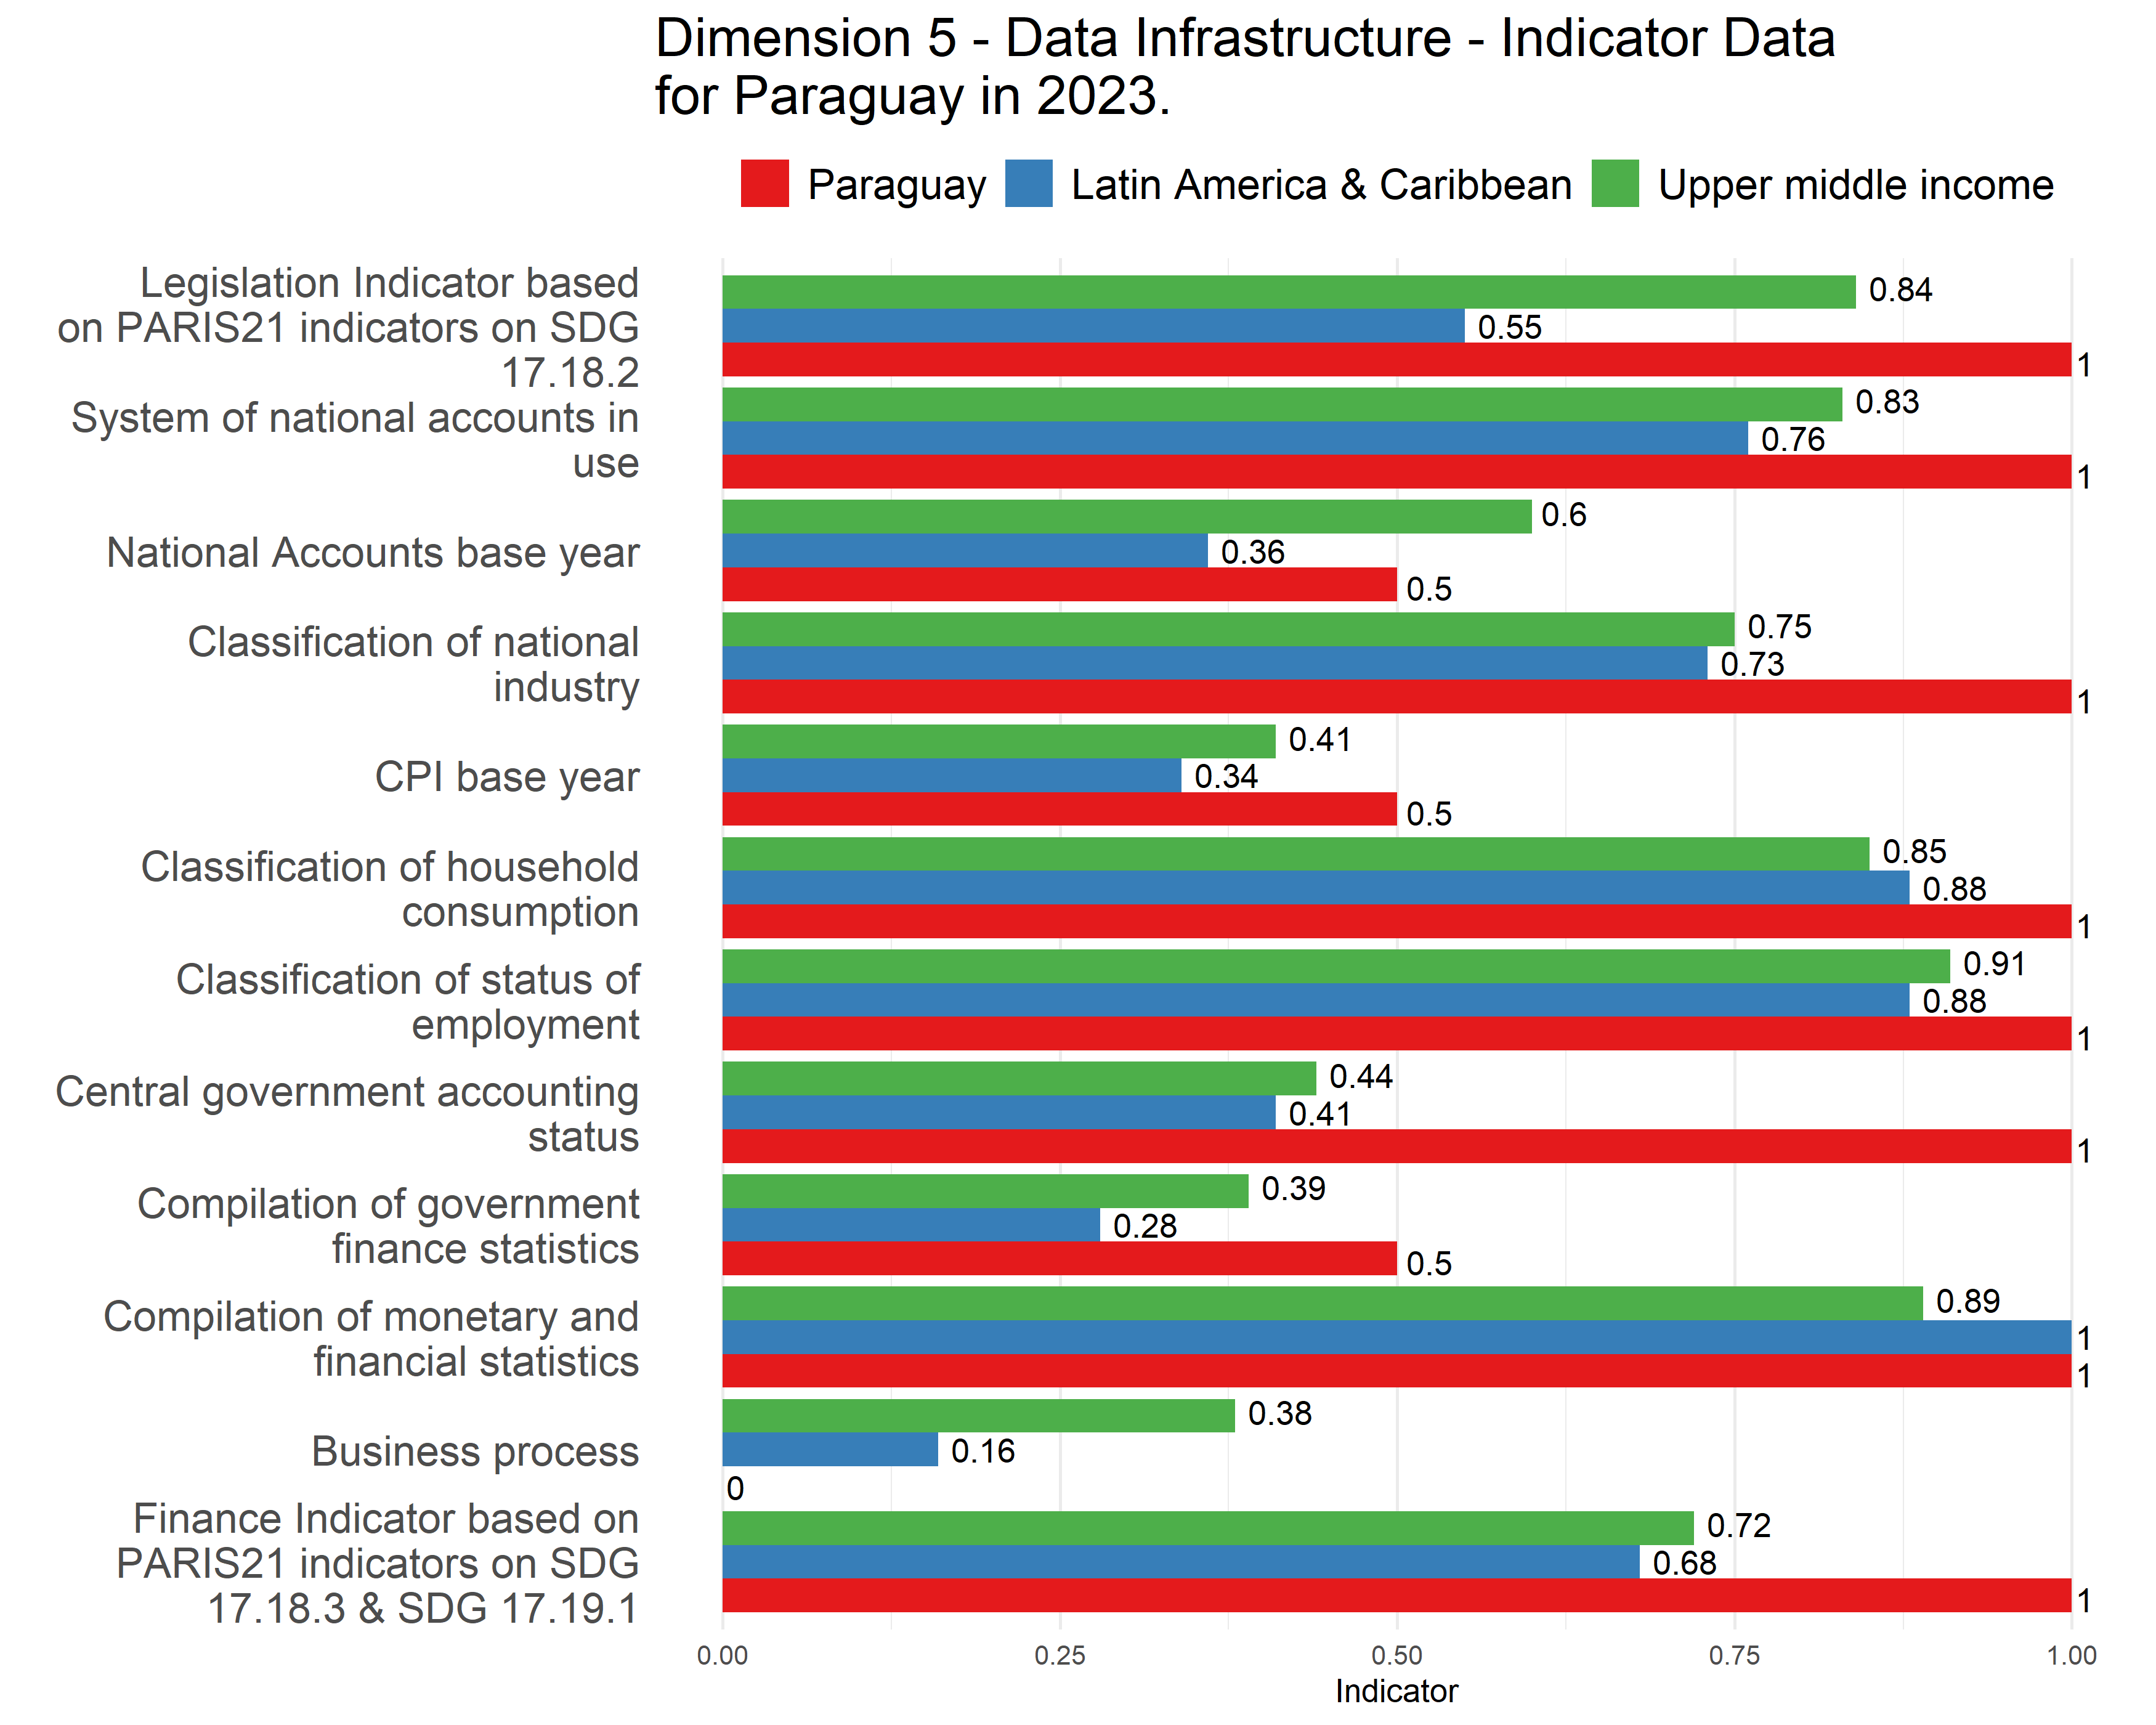 Dimension 5 - Data Infrastructure - Indicator Data
for Paraguay in 2023.
Paraguay Latin America & Caribbean Upper middle income
Legislation Indicator based
on PARIS21 indicators on SDG
17.18.2
0.84
0.55
1
System of national accounts in
use
0.83
0.76
1
National Accounts base year
0.6
0.36
0.5
Classification of national
industry
0.75
0.73
1
CPI base year
0.41
0.34
0.5
Classification of household
consumption
0.85
0.88
1
Classification of status of
employment
0.91
0.88
1
Central government accounting
status
0.44
0.41
1
Compilation of government
finance statistics
0.39
0.28
0.5
Compilation of monetary and
financial statistics
0.89
1
1
Business process
0.38
0.16
0
Finance Indicator based on
PARIS21 indicators on SDG
17.18.3 & SDG 17.19.1
0.72
0.68
1
0.00 0.25 0.50 0.75 1.00
Indicator